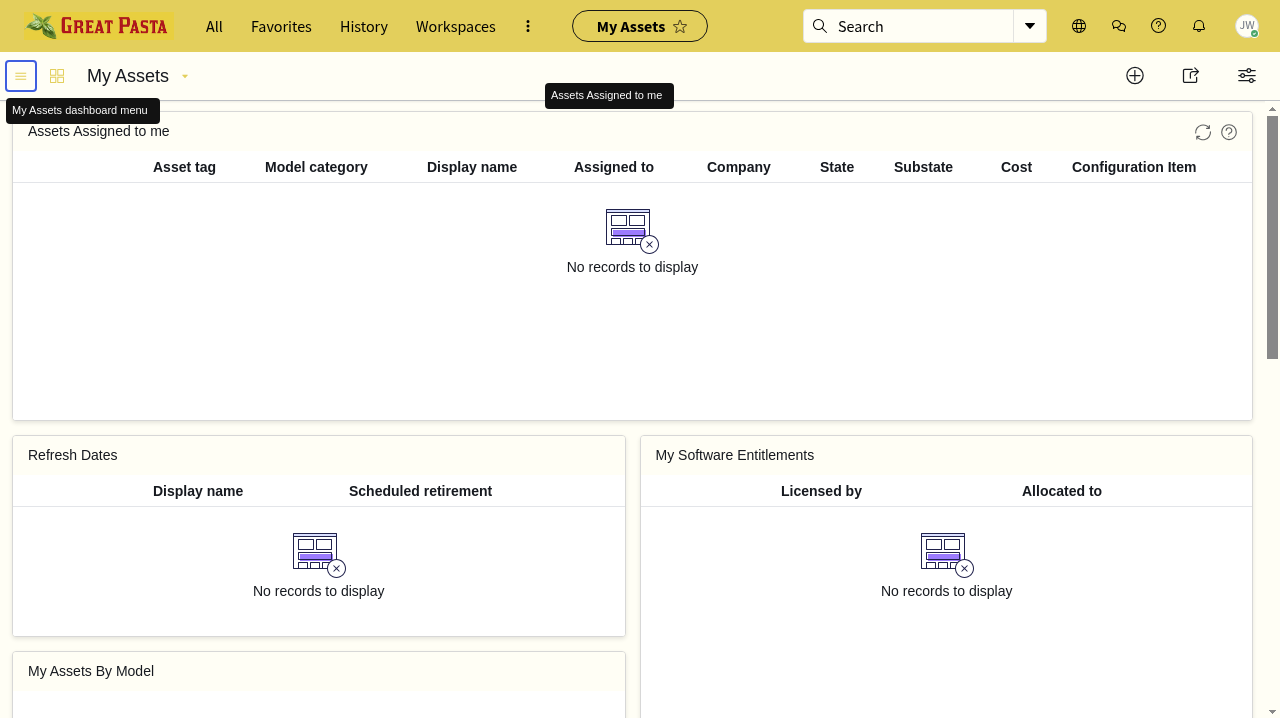 GREAT PASTA
All
Favorites
History
Workspaces
My Assets
Search
JW
My Assets
My Assets dashboard menu
Assets Assigned to me
Assets Assigned to me
Asset tag
Model category
Display name
Assigned to
Company
State
Substate
Cost
Configuration Item
No records to display
Refresh Dates
Display name
Scheduled retirement
No records to display
My Software Entitlements
Licensed by
Allocated to
No records to display
My Assets By Model